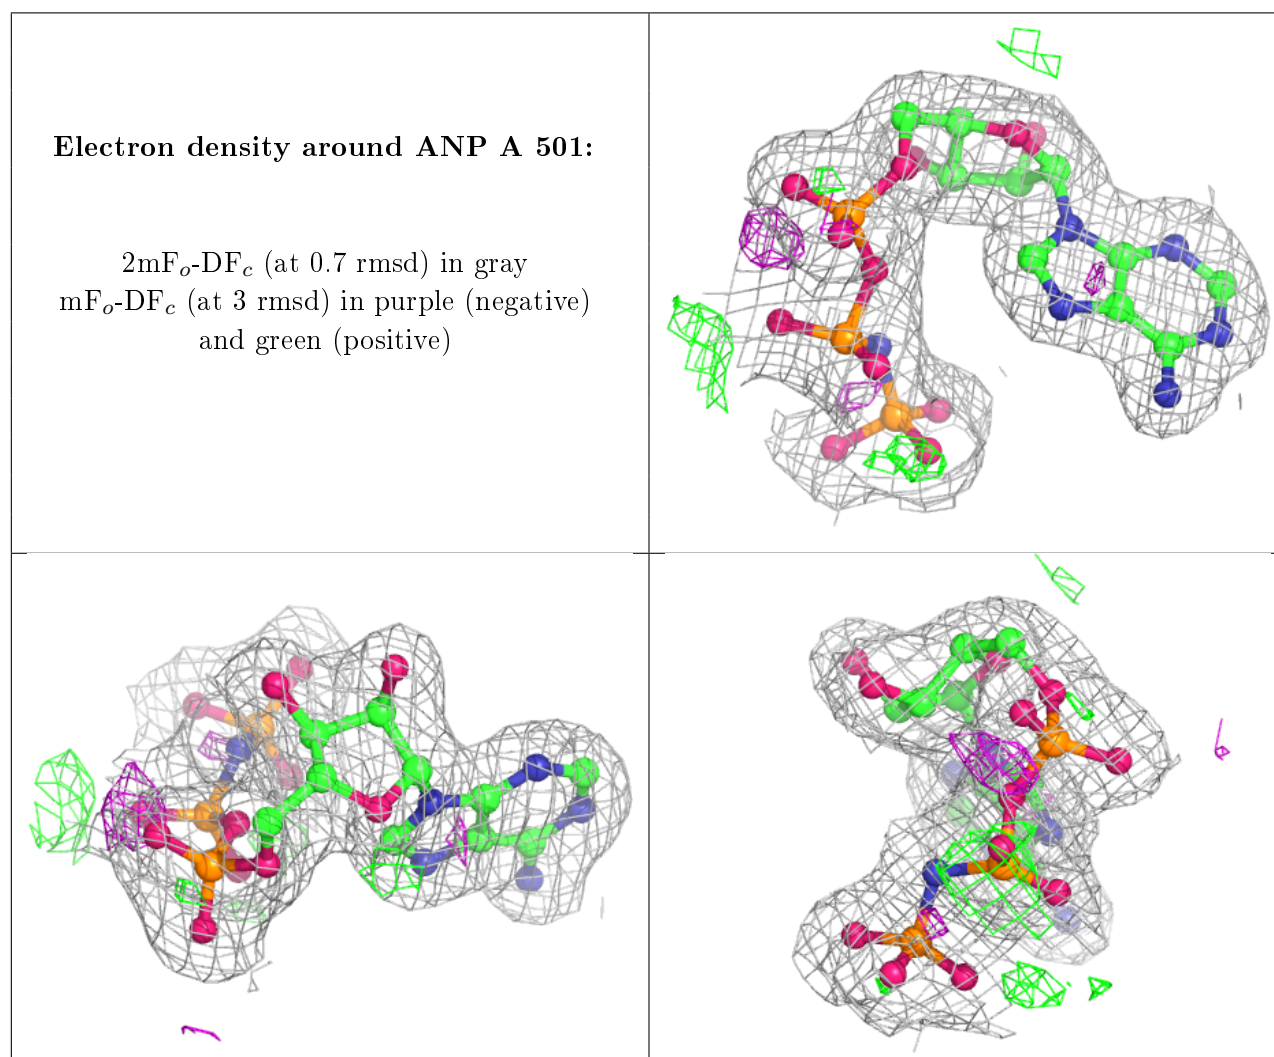 Electron density around ANP A 501:
2mFo-DFc (at 0.7 rmsd) in gray
mFo-DFc (at 3 rmsd) in purple (negative)
and green (positive)